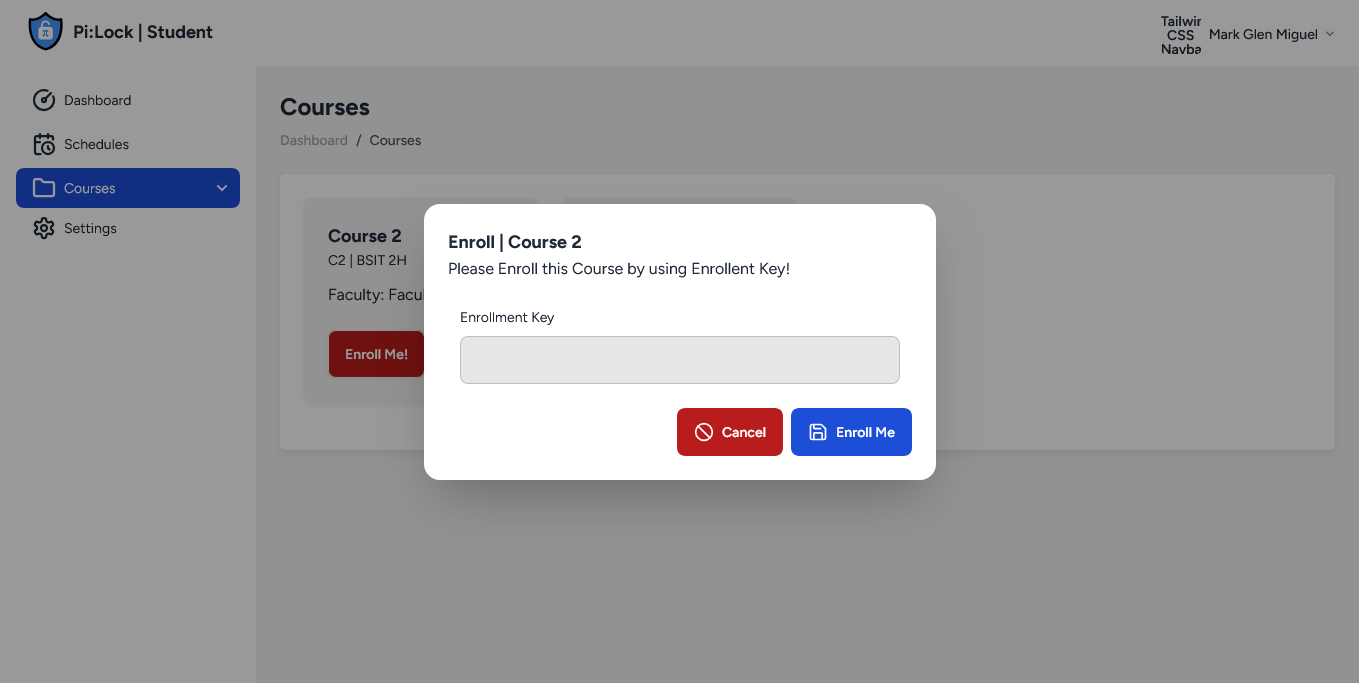 Pi:Lock | Student
Tailwir
CSS
Navba
Mark Glen Miguel
Dashboard
Schedules
Courses
Settings
Courses
Dashboard / Courses
Course 2
C2 | BSIT 2H
Faculty: Facul
Enroll Me!
Enroll | Course 2
Please Enroll this Course by using Enrollent Key!
Enrollment Key
Cancel
Enroll Me